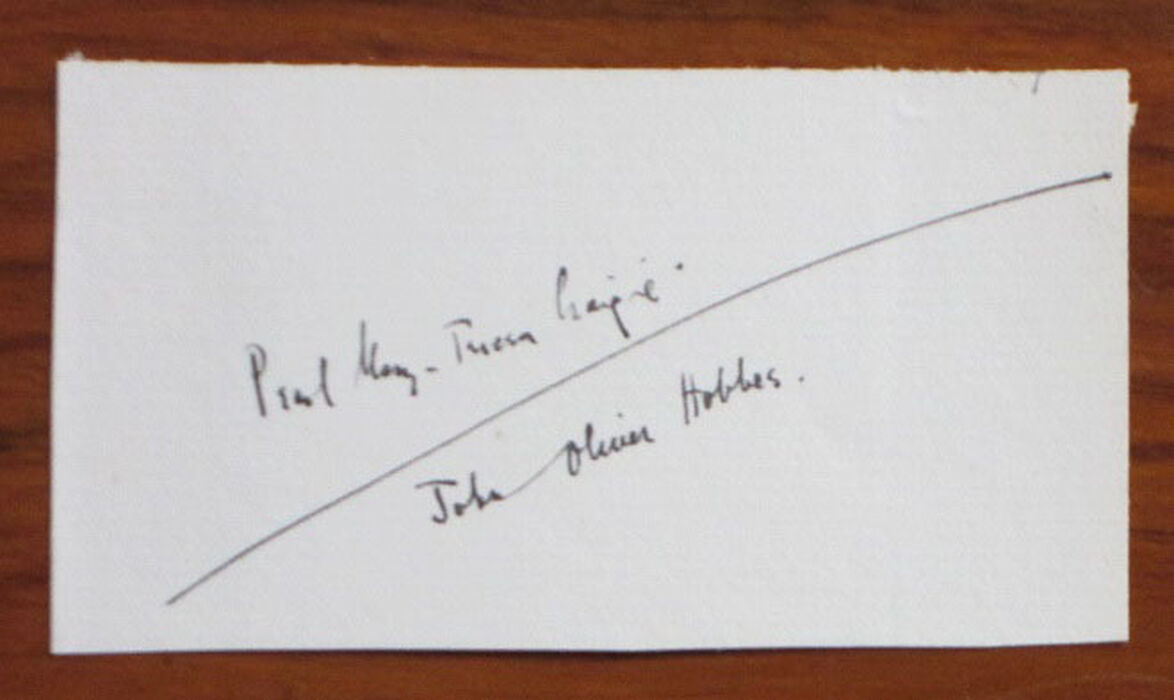 Pearl Mary-Teresa Craigie.
John Oliver Hobbes.